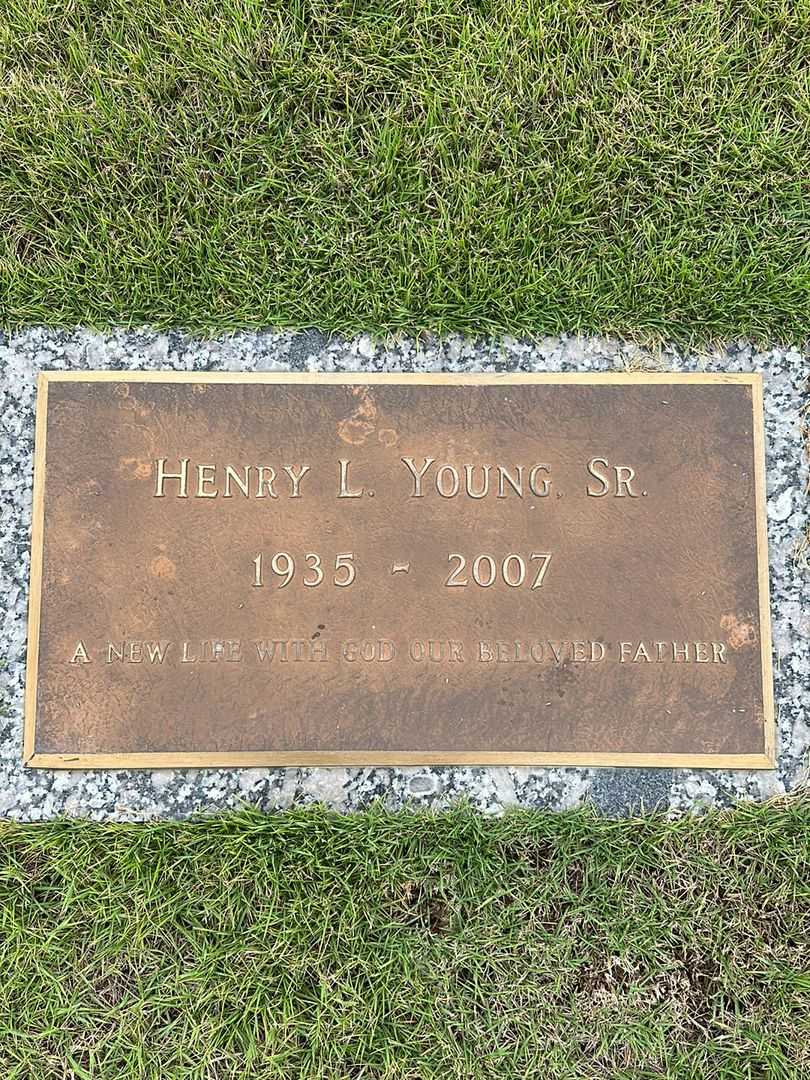 HENRY L. YOUNG, SR.
1935 - 2007
A NEW LIFE WITH GOD OUR BELOVED FATHER